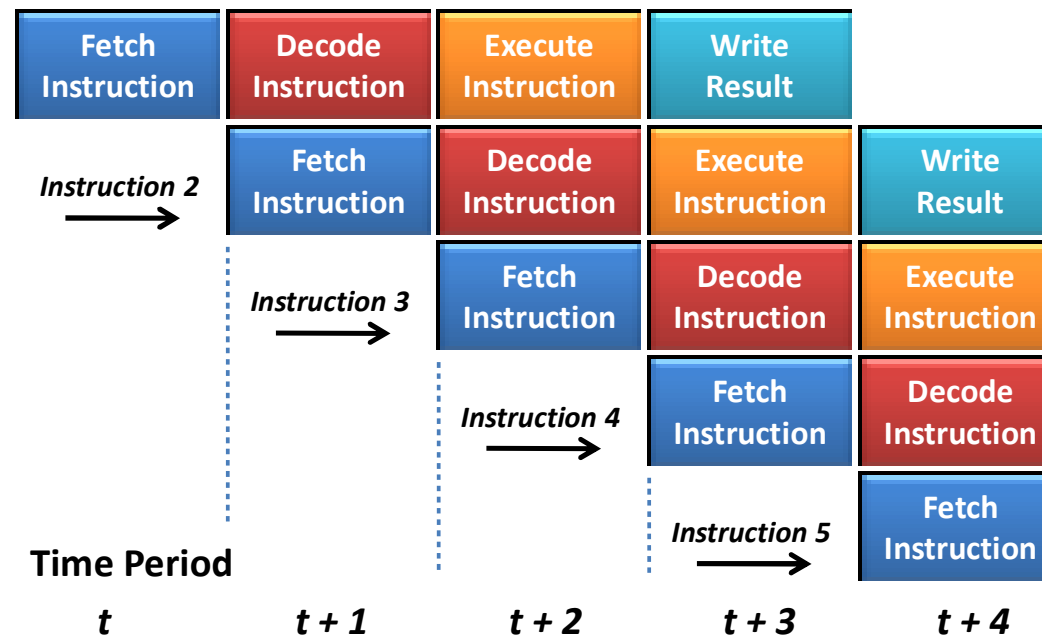 Fetch
Instruction
Decode
Instruction
Execute
Instruction
Write
Result
Instruction 2
Fetch
Instruction
Decode
Instruction
Execute
Instruction
Write
Result
Instruction 3
Fetch
Instruction
Decode
Instruction
Execute
Instruction
Instruction 4
Fetch
Instruction
Decode
Instruction
Instruction 5
Fetch
Instruction
Time Period
t
t + 1
t + 2
t + 3
t + 4